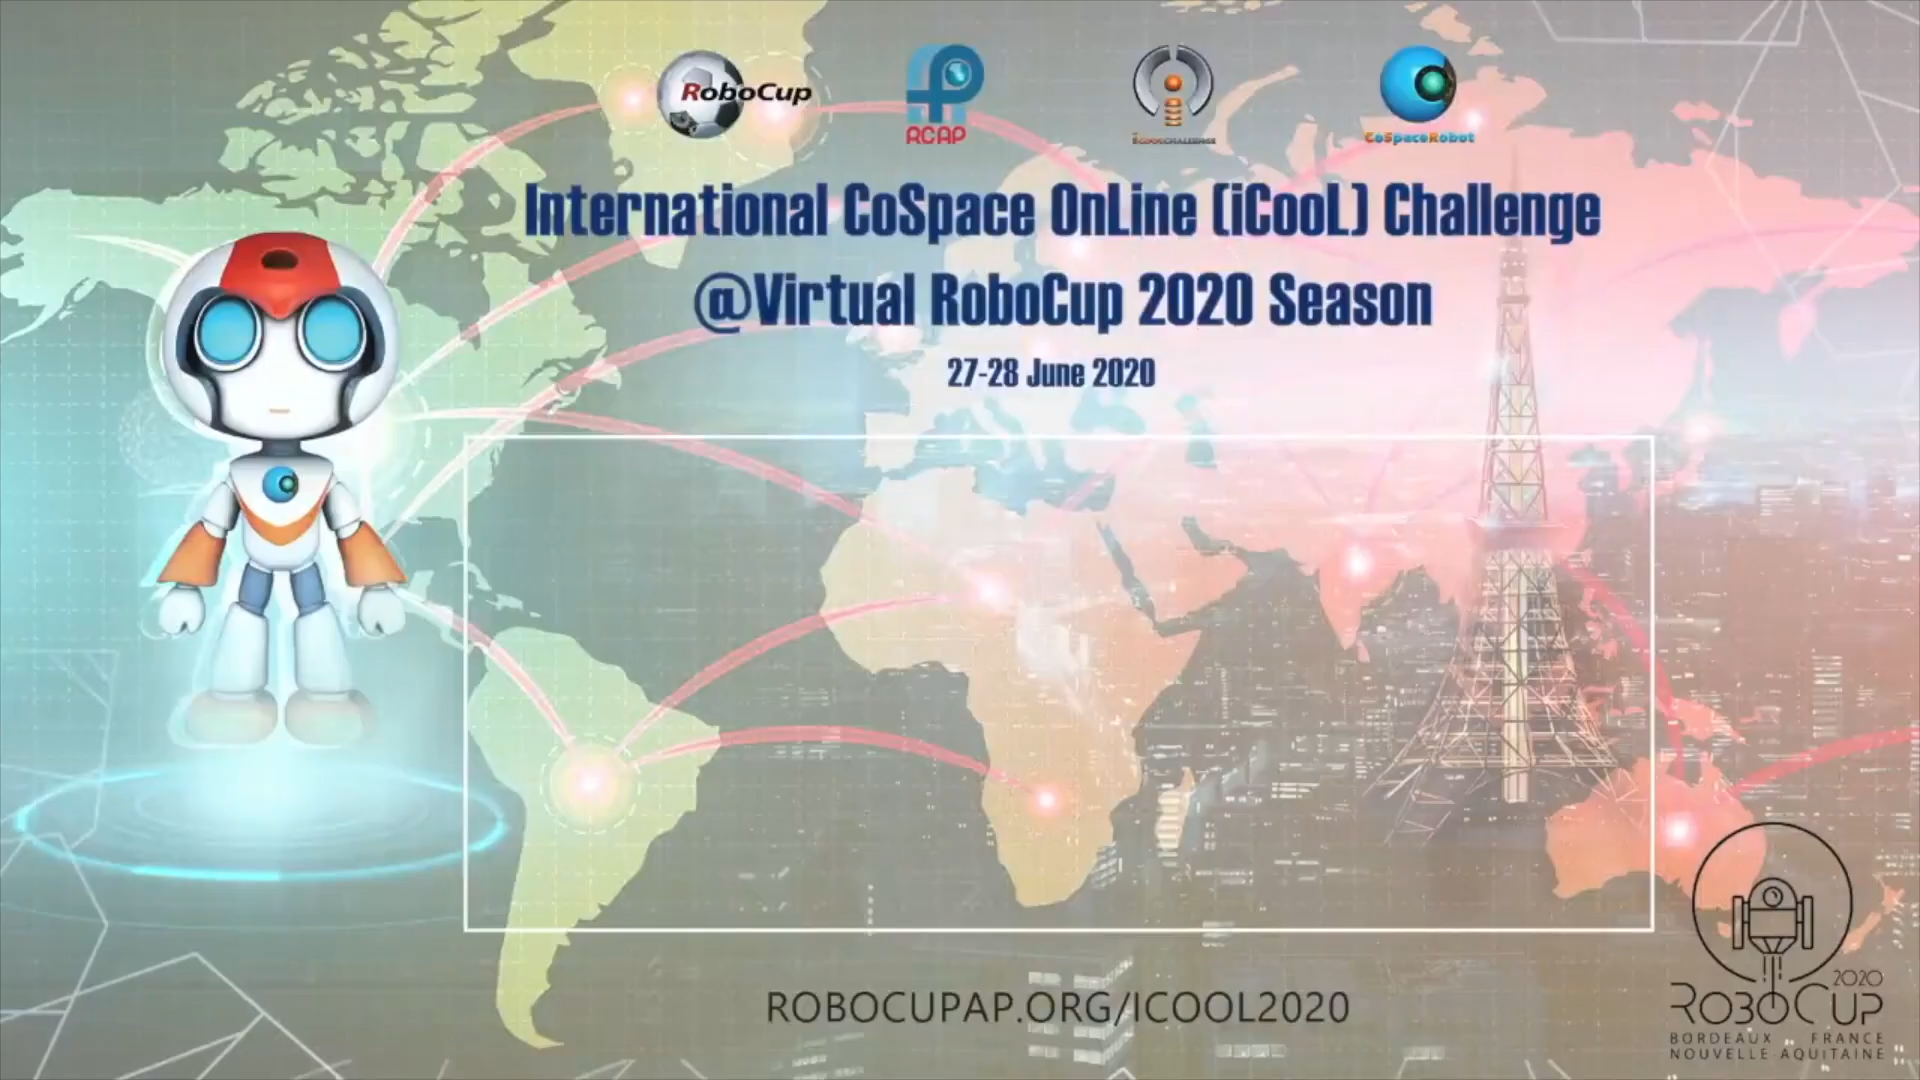 RoboCup
RCAP
iCOOLCHALLENGE
CoSpaceRobot
International CoSpace OnLine (iCooL) Challenge
@Virtual RoboCup 2020 Season
27-28 June 2020
ROBOCUPAP.ORG/ICOOL2020
2020
ROBOCUP
BORDEAUX FRANCE
NOUVELLE-AQUITAINE